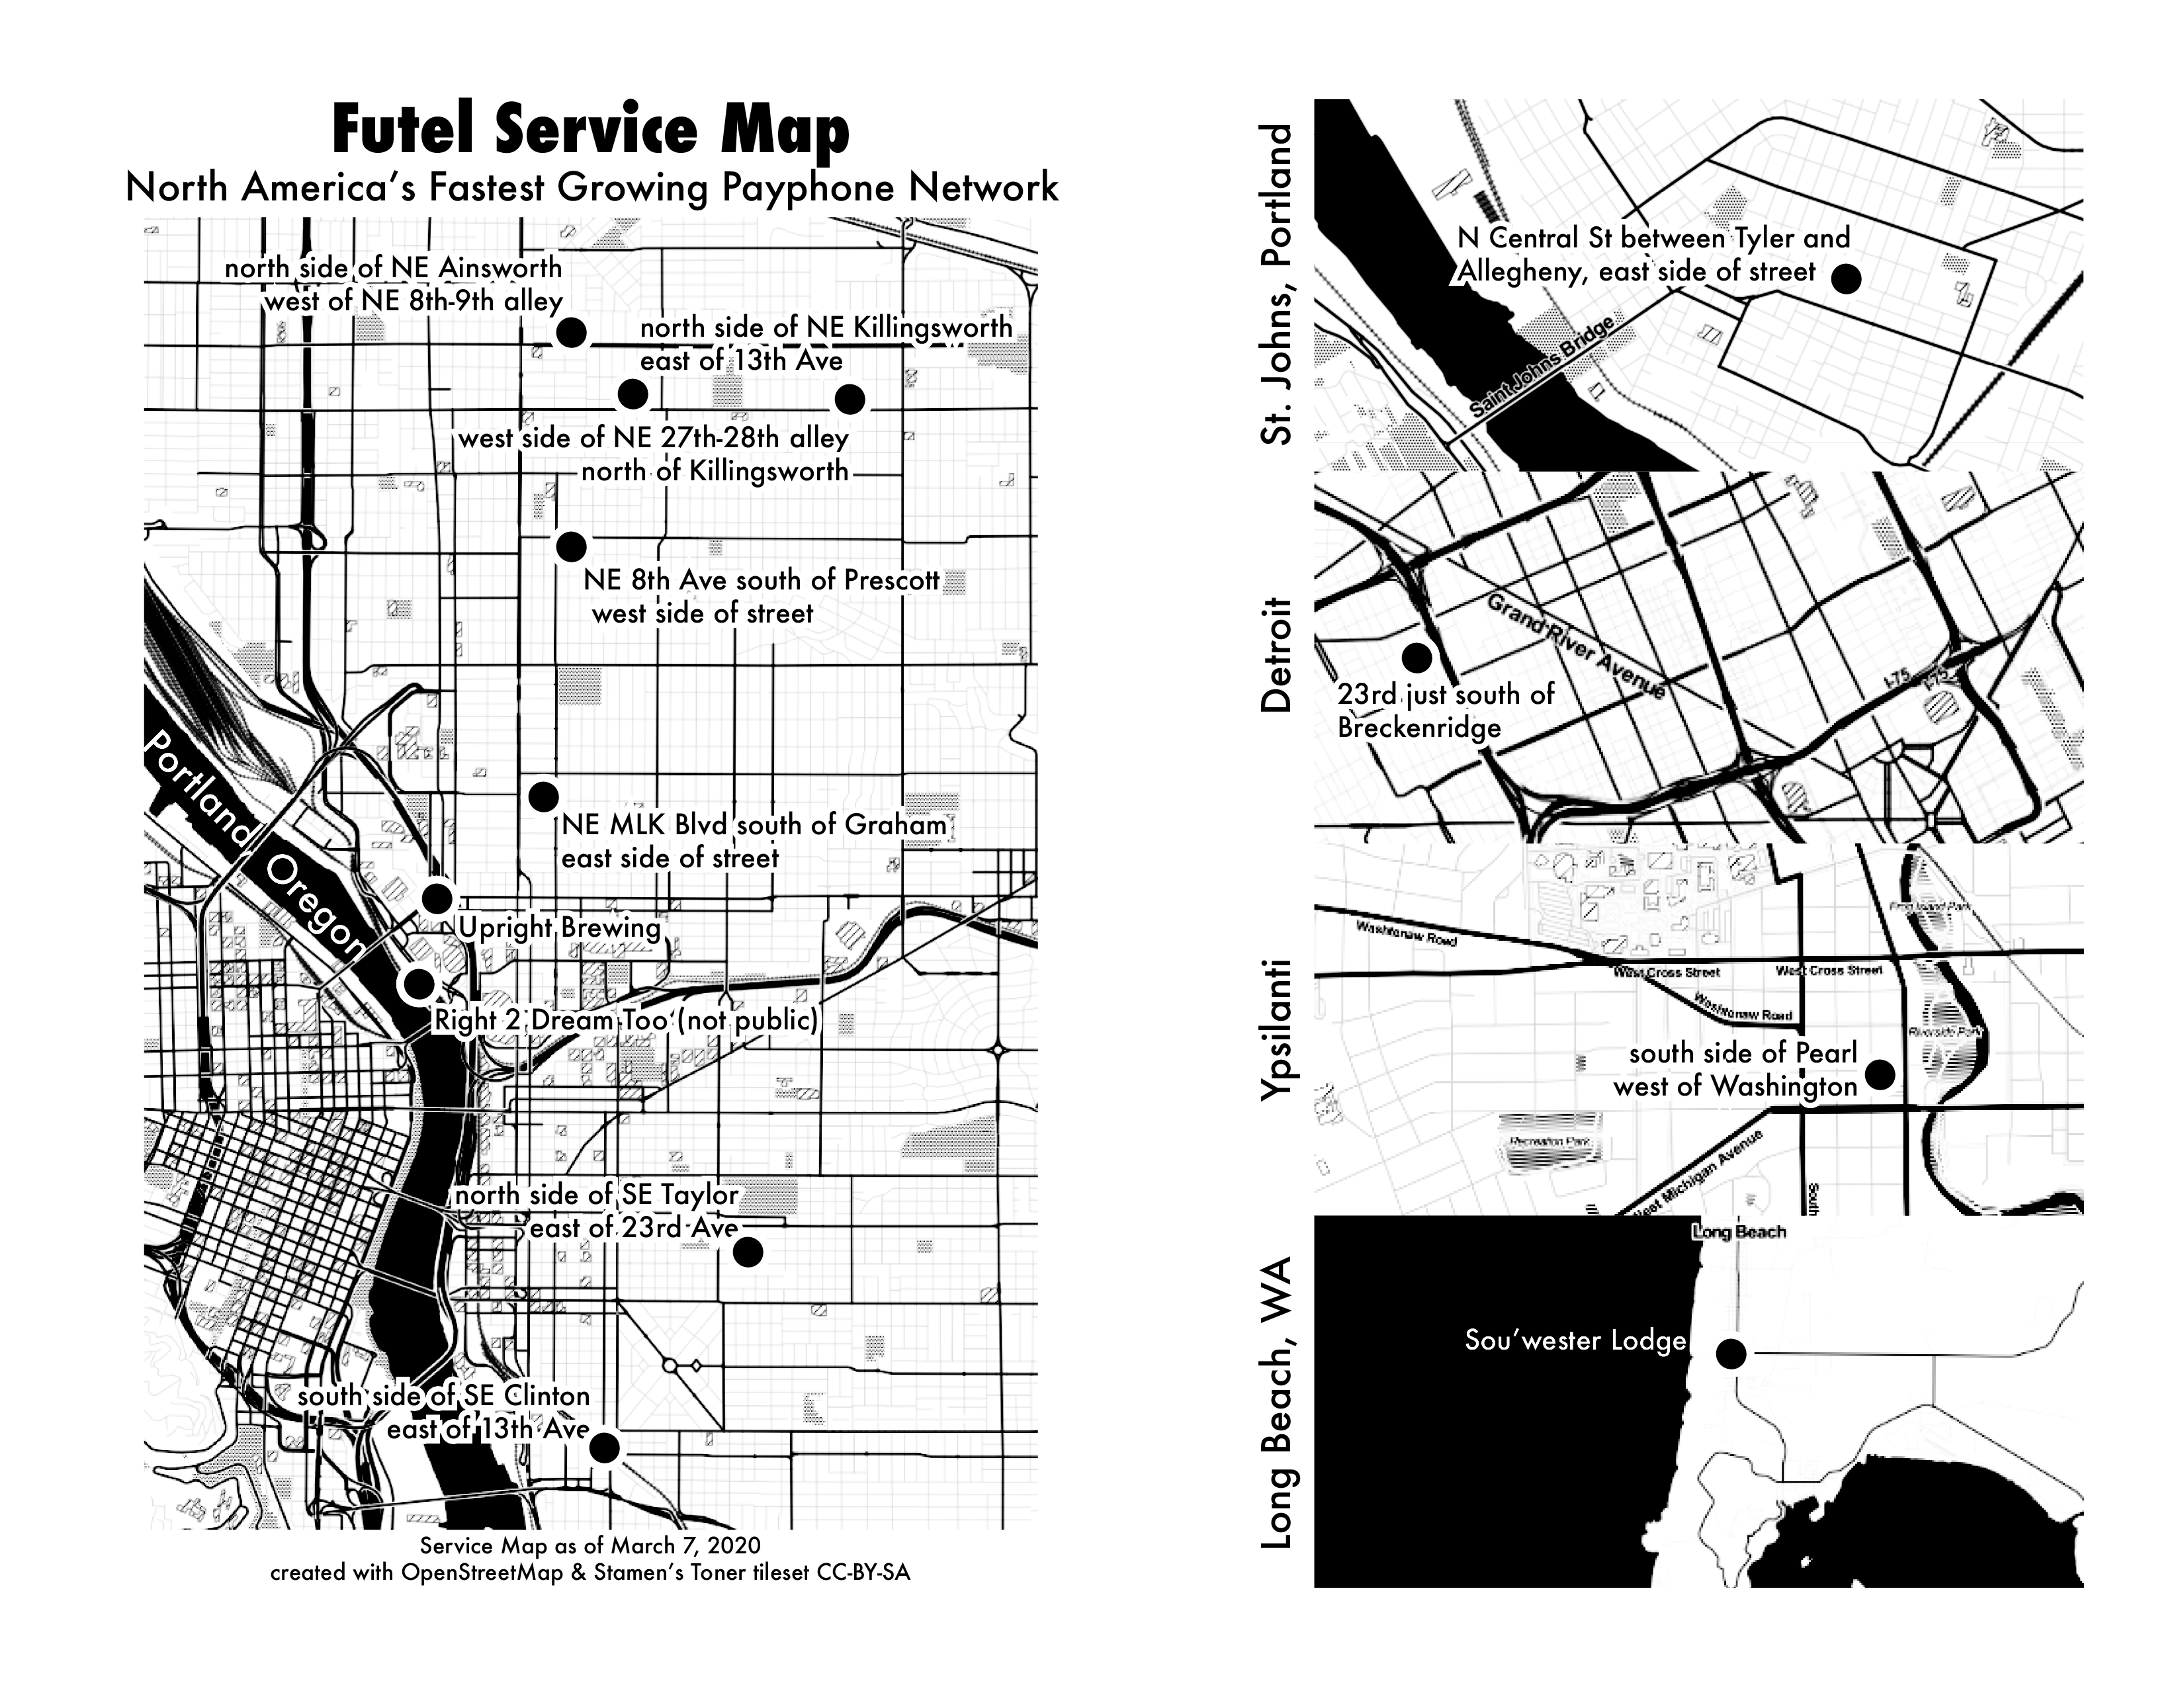 Futel Service Map
North America's Fastest Growing Payphone Network
north side of NE Ainsworth
west of NE 8th-9th alley
north side of NE Killingsworth
east of 13th Ave
west side of NE 27th-28th alley
north of Killingsworth
NE 8th Ave south of Prescott
west side of street
Portland Oregon
NE MLK Blvd south of Graham
east side of street
Upright Brewing
Right 2 Dream Too (not public)
north side of SE Taylor
east of 23rd Ave
south side of SE Clinton
east of 13th Ave
Service Map as of March 7, 2020
created with OpenStreetMap & Stamen's Toner tileset CC-BY-SA
St. Johns, Portland
N Central St between Tyler and
Allegheny, east side of street
Saint Johns Bridge
Detroit
Grand River Avenue
23rd just south of
Breckenridge
I-75
I-75
Ypsilanti
Frog Island Park
Washtenaw Road
West Cross Street
West Cross Street
Washtenaw Road
Riverside Park
south side of Pearl
west of Washington
Recreation Park
West Michigan Avenue
South
Long Beach, WA
Long Beach
Sou'wester Lodge